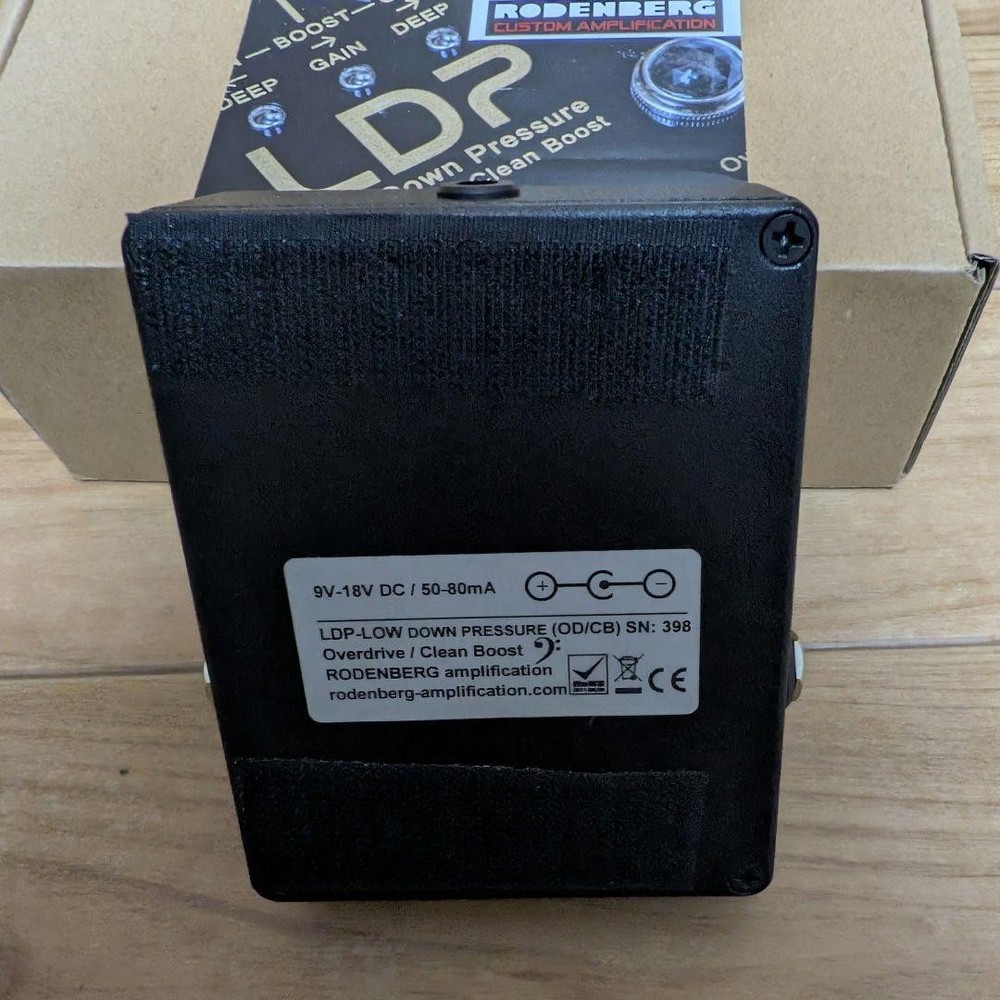 RODENBERG
CUSTOM AMPLIFICATION
BOOST
DEEP
GAIN
DEEP
LDP
Down Pressure
Clean Boost
9V-18V DC / 50-80mA
+ −
LDP-LOW DOWN PRESSURE (OD/CB) SN: 398
Overdrive / Clean Boost
RODENBERG amplification
rodenberg-amplification.com
RoHS
CE